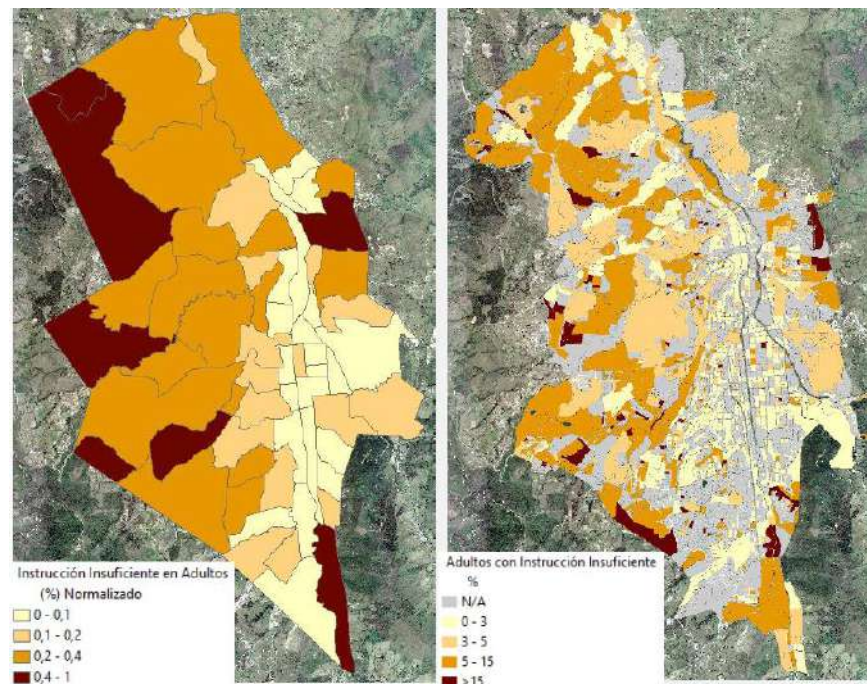 Instrucción Insuficiente en Adultos
(%) Normalizado
0 - 0,1
0,1 - 0,2
0,2 - 0,4
0,4 - 1
Adultos con Instrucción Insuficiente
%
N/A
0 - 3
3 - 5
5 - 15
>15